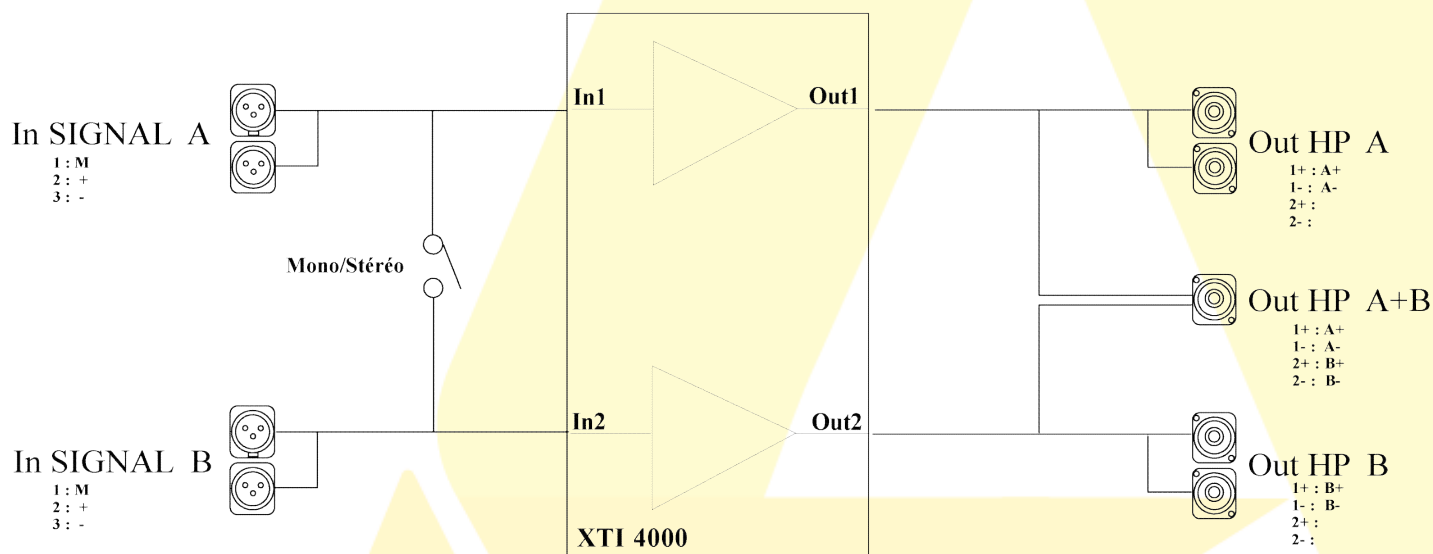 In SIGNAL A
1 : M
2 : +
3 : -
Mono/Stéréo
In SIGNAL B
1 : M
2 : +
3 : -
In1
Out1
In2
Out2
XTI 4000
Out HP A
1+ : A+
1- : A-
2+ :
2- :
Out HP A+B
1+ : A+
1- : A-
2+ : B+
2- : B-
Out HP B
1+ : B+
1- : B-
2+ :
2- :